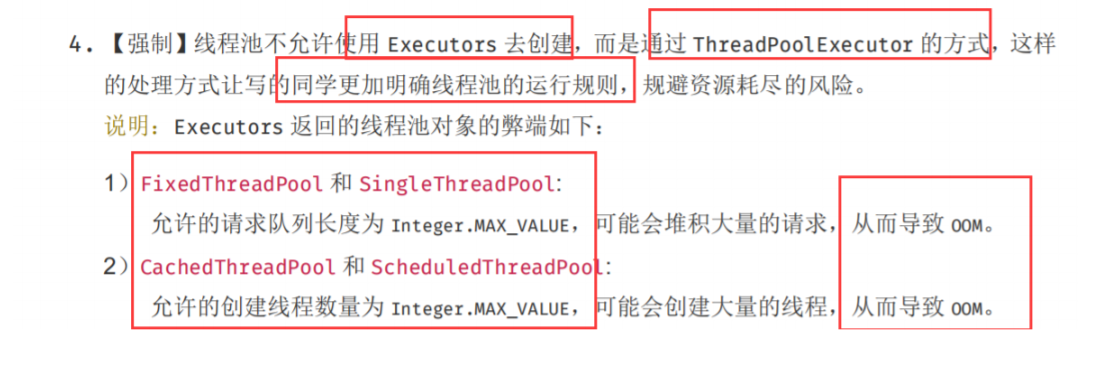 4. 【强制】线程池不允许使用 Executors 去创建，而是通过 ThreadPoolExecutor 的方式，这样
的处理方式让写的同学更加明确线程池的运行规则，规避资源耗尽的风险。
说明：Executors 返回的线程池对象的弊端如下：
1）FixedThreadPool 和 SingleThreadPool:
允许的请求队列长度为 Integer.MAX_VALUE，可能会堆积大量的请求，从而导致 OOM。
2）CachedThreadPool 和 ScheduledThreadPool:
允许的创建线程数量为 Integer.MAX_VALUE，可能会创建大量的线程，从而导致 OOM。